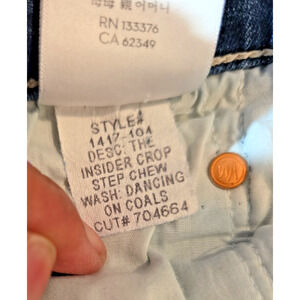 RN 133376
CA 62349
STYLE#
1417-104
DESC: THE
INSIDER CROP
STEP CHEW
WASH: DANCING
ON COALS
CUT# 704664